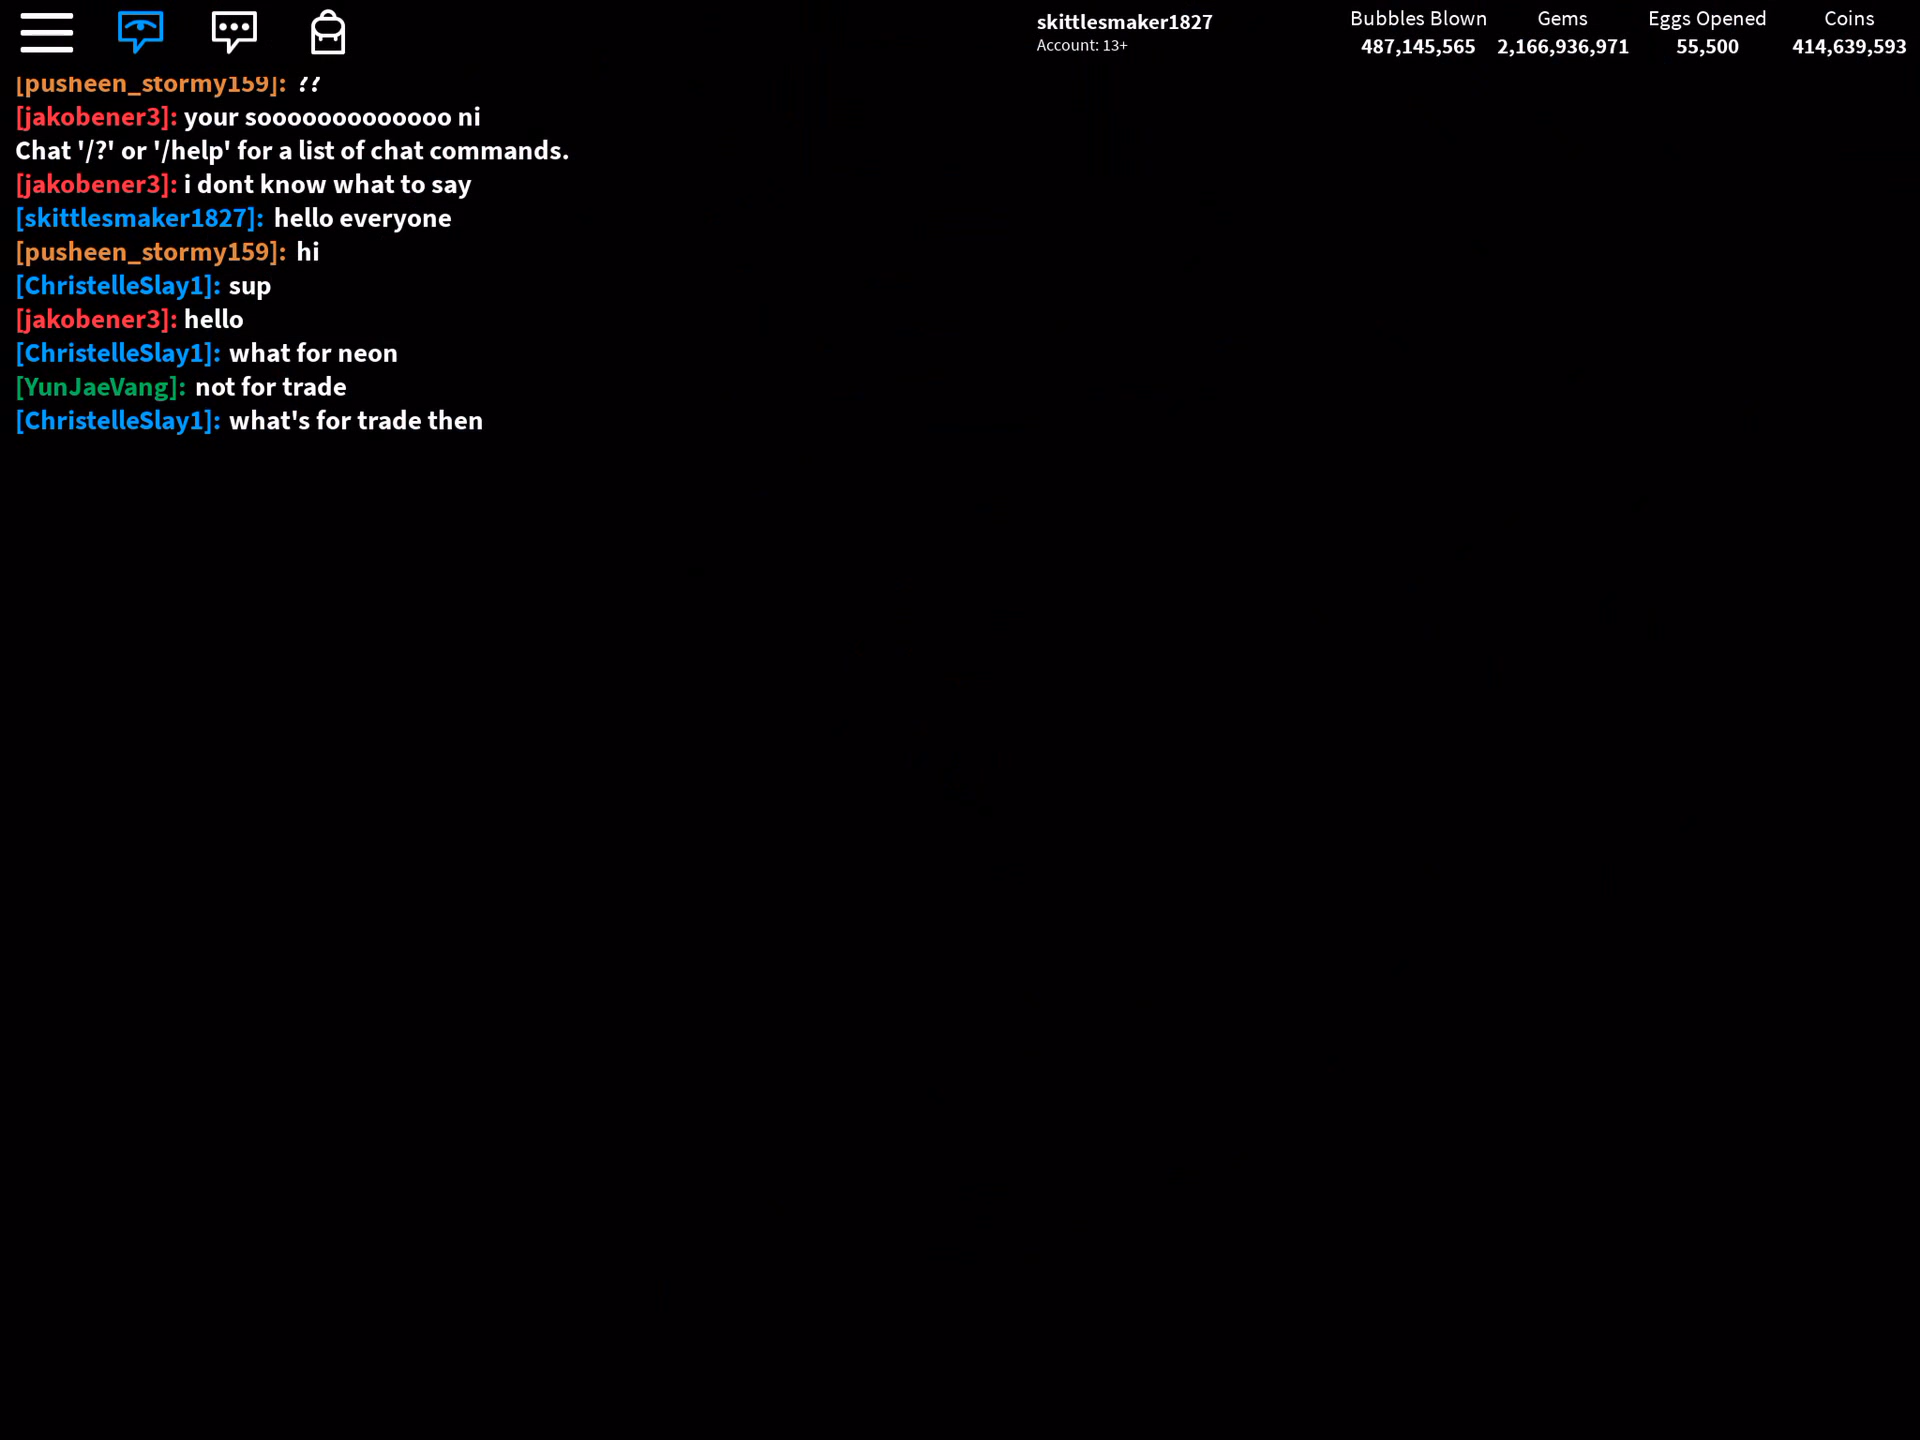 skittlesmaker1827
Account: 13+
Bubbles Blown
487,145,565
Gems
2,166,936,971
Eggs Opened
55,500
Coins
414,639,593
[pusheen_stormy159]: ??
[jakobener3]: your sooooooooooooo ni
Chat '/?' or '/help' for a list of chat commands.
[jakobener3]: i dont know what to say
[skittlesmaker1827]: hello everyone
[pusheen_stormy159]: hi
[ChristelleSlay1]: sup
[jakobener3]: hello
[ChristelleSlay1]: what for neon
[YunJaeVang]: not for trade
[ChristelleSlay1]: what's for trade then